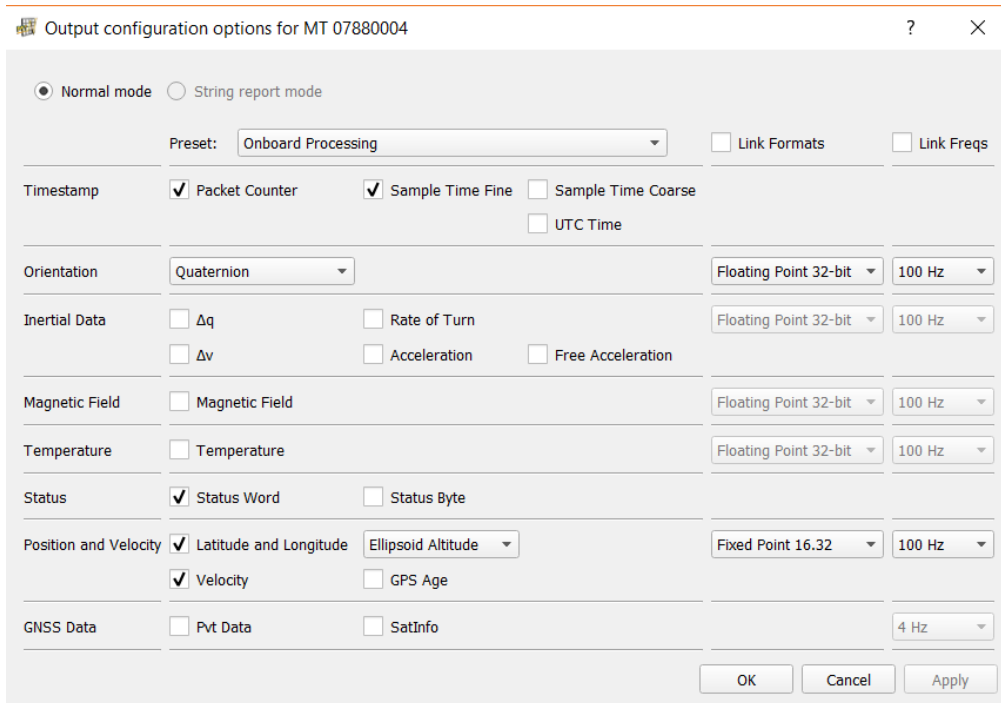 Output configuration options for MT 07880004 ?
Normal mode String report mode
Preset: Onboard Processing Link Formats Link Freqs
Timestamp Packet Counter Sample Time Fine Sample Time Coarse
UTC Time
Orientation Quaternion Floating Point 32-bit 100 Hz
Inertial Data Δq Rate of Turn Floating Point 32-bit 100 Hz
Δv Acceleration Free Acceleration
Magnetic Field Magnetic Field Floating Point 32-bit 100 Hz
Temperature Temperature Floating Point 32-bit 100 Hz
Status Status Word Status Byte
Position and Velocity Latitude and Longitude Ellipsoid Altitude Fixed Point 16.32 100 Hz
Velocity GPS Age
GNSS Data Pvt Data SatInfo 4 Hz
OK Cancel Apply